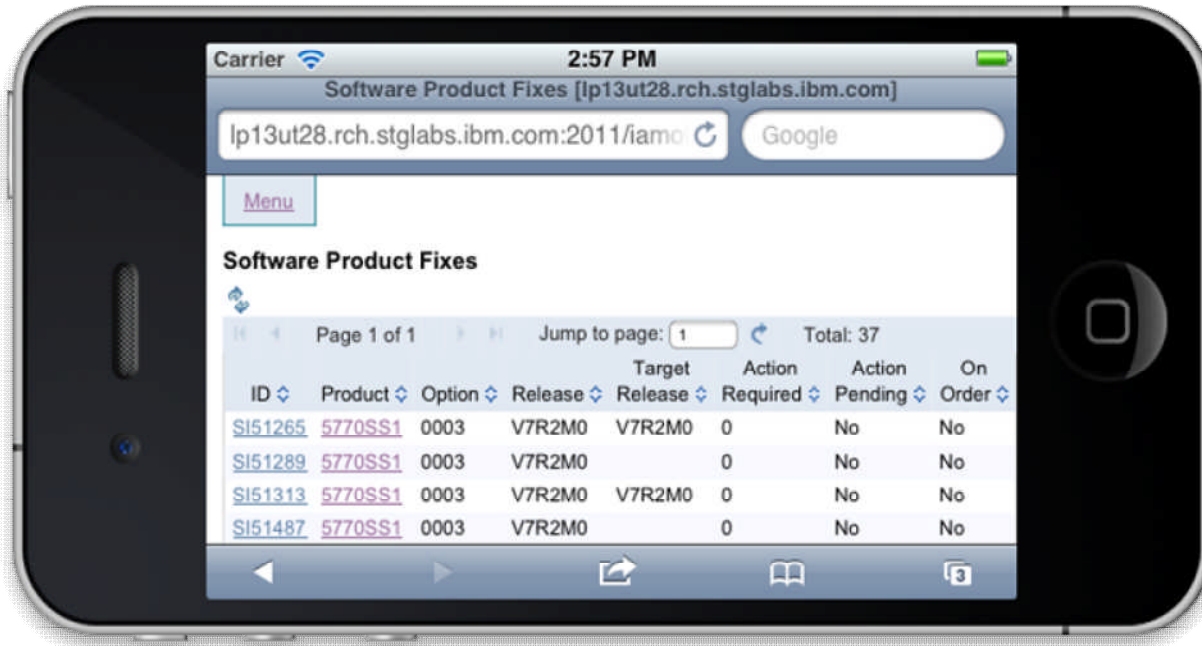 Carrier 2:57 PM
Software Product Fixes [lp13ut28.rch.stglabs.ibm.com]
lp13ut28.rch.stglabs.ibm.com:2011/iamo Google
Menu
Software Product Fixes
Page 1 of 1 Jump to page: 1 Total: 37
Target Action Action On
ID Product Option Release Release Required Pending Order
SI51265 5770SS1 0003 V7R2M0 V7R2M0 0 No No
SI51289 5770SS1 0003 V7R2M0 0 No No
SI51313 5770SS1 0003 V7R2M0 V7R2M0 0 No No
SI51487 5770SS1 0003 V7R2M0 0 No No
3